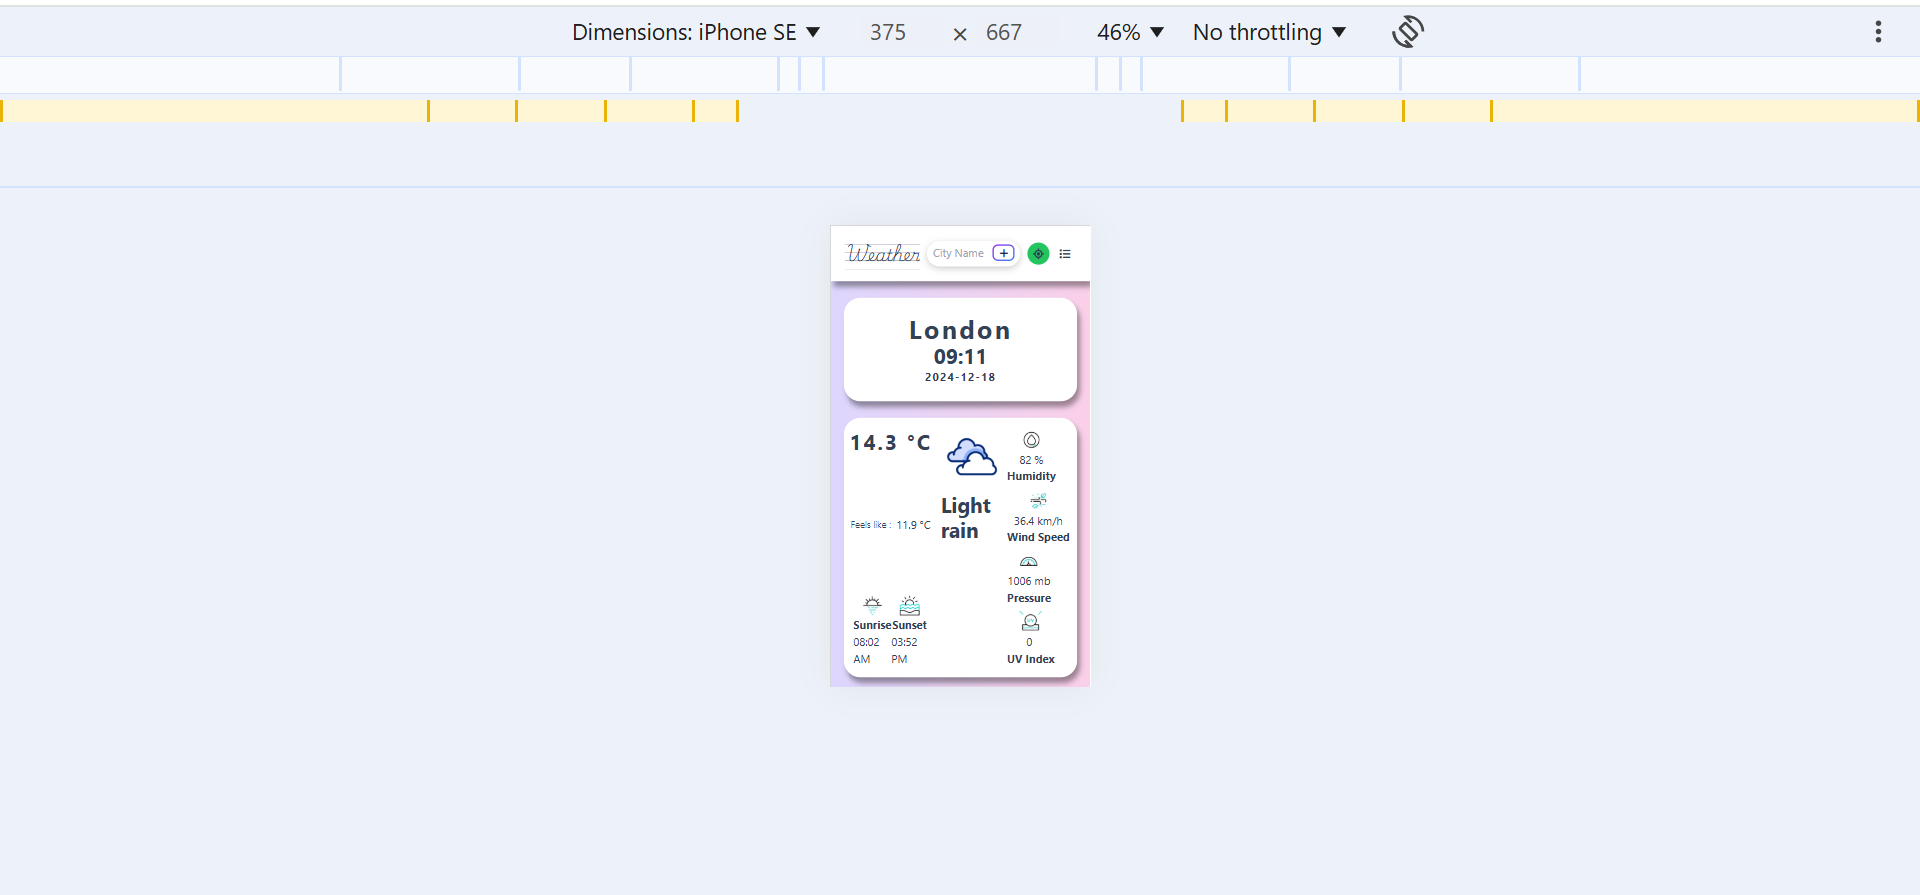 Dimensions: iPhone SE 375 × 667 46% No throttling
Weather City Name
London
09:11
2024-12-18
14.3 °C
Feels like : 11.9 °C
Sunrise Sunset
08:02 03:52
AM PM
Light
rain
82 %
Humidity
36.4 km/h
Wind Speed
1006 mb
Pressure
0
UV Index